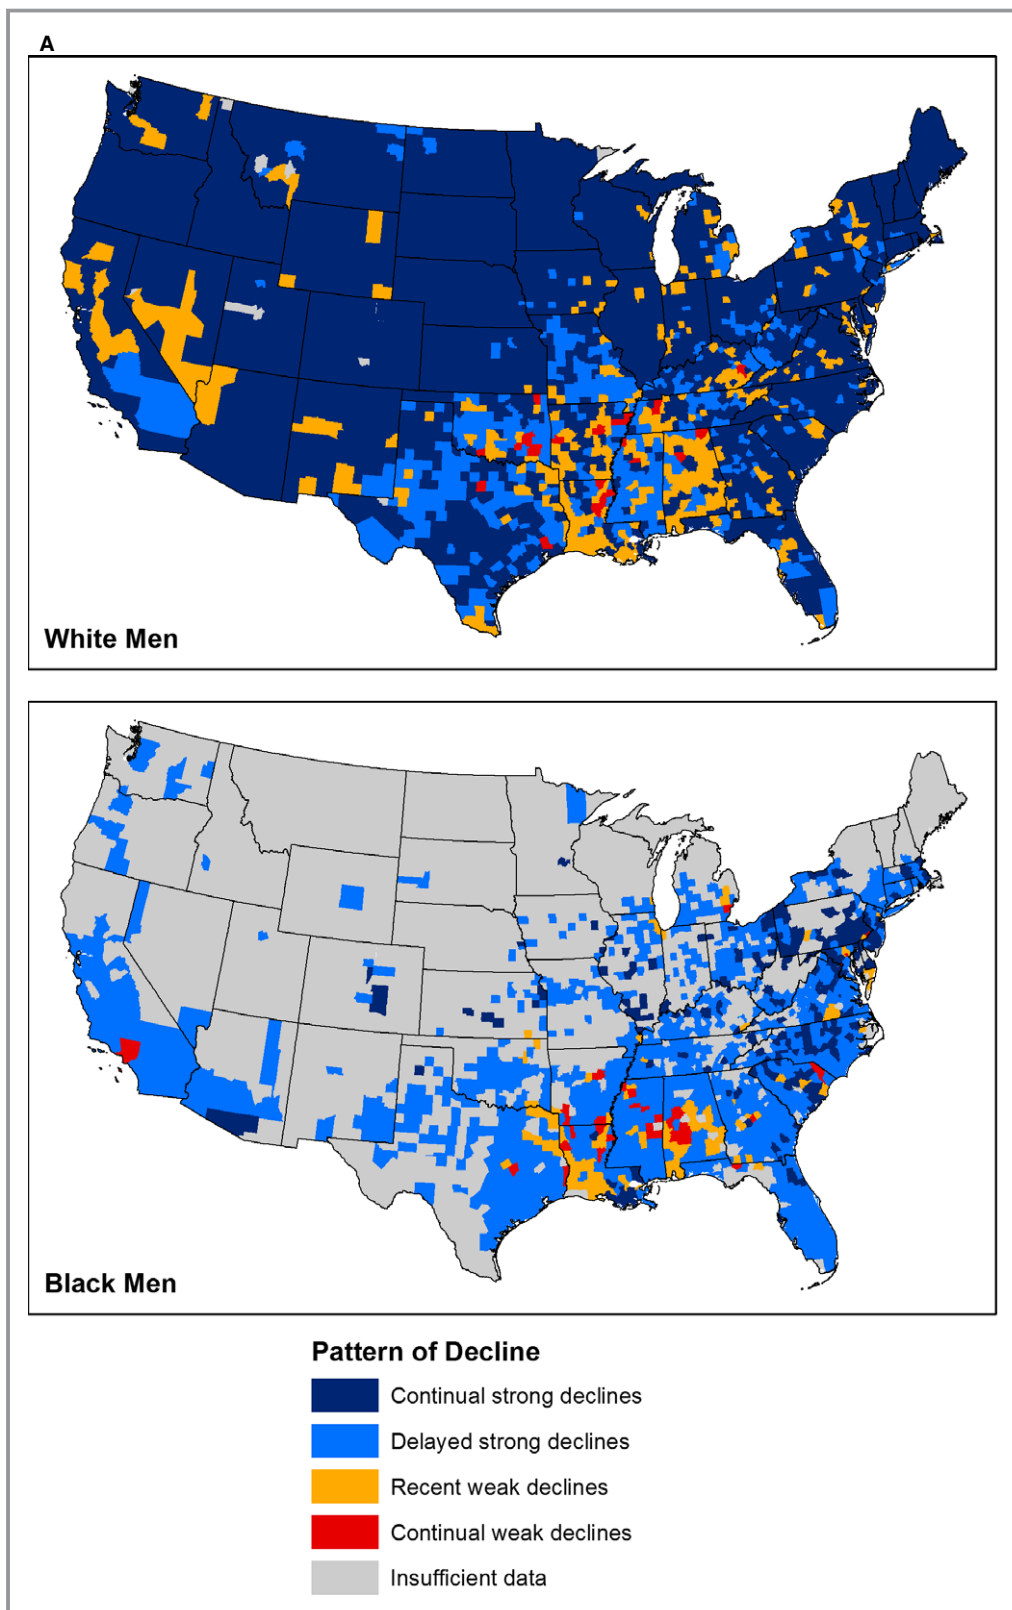 A
White Men
Black Men
Pattern of Decline
Continual strong declines
Delayed strong declines
Recent weak declines
Continual weak declines
Insufficient data